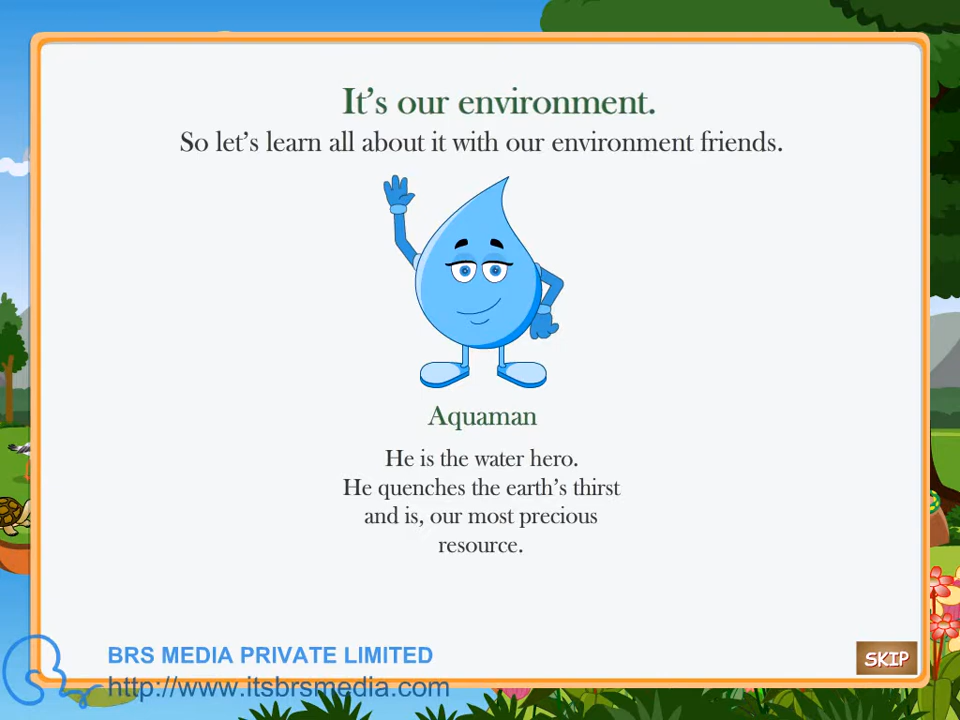 It's our environment.
So let's learn all about it with our environment friends.
Aquaman
He is the water hero.
He quenches the earth's thirst
and is, our most precious
resource.
SKIP
BRS MEDIA PRIVATE LIMITED
http://www.itsbrsmedia.com